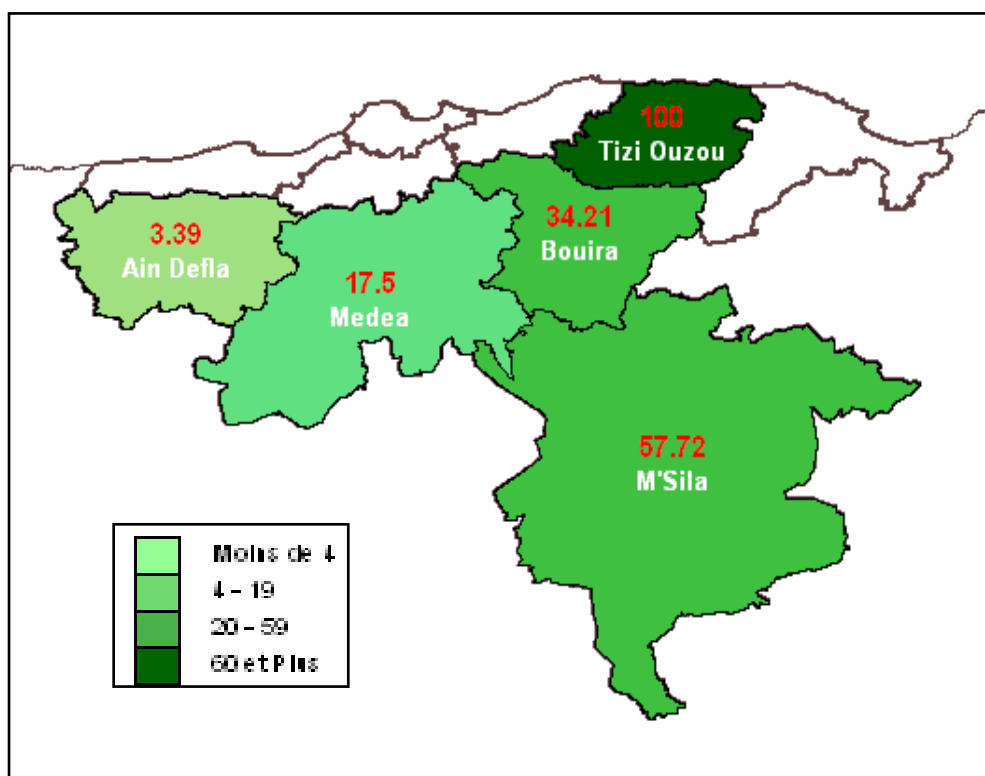 100
Tizi Ouzou
34.21
Bouira
3.39
Ain Defla
17.5
Medea
57.72
M'Sila
Moins de 4
4 - 19
20 - 59
60 et Plus